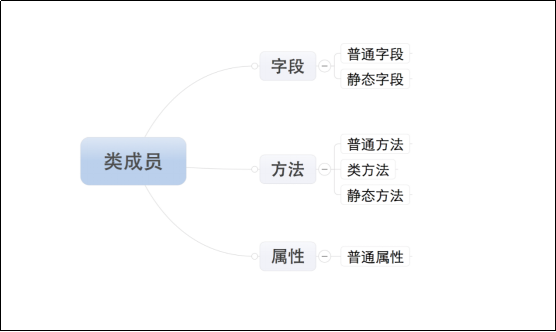 类成员
字段
普通字段
静态字段
方法
普通方法
类方法
静态方法
属性
普通属性